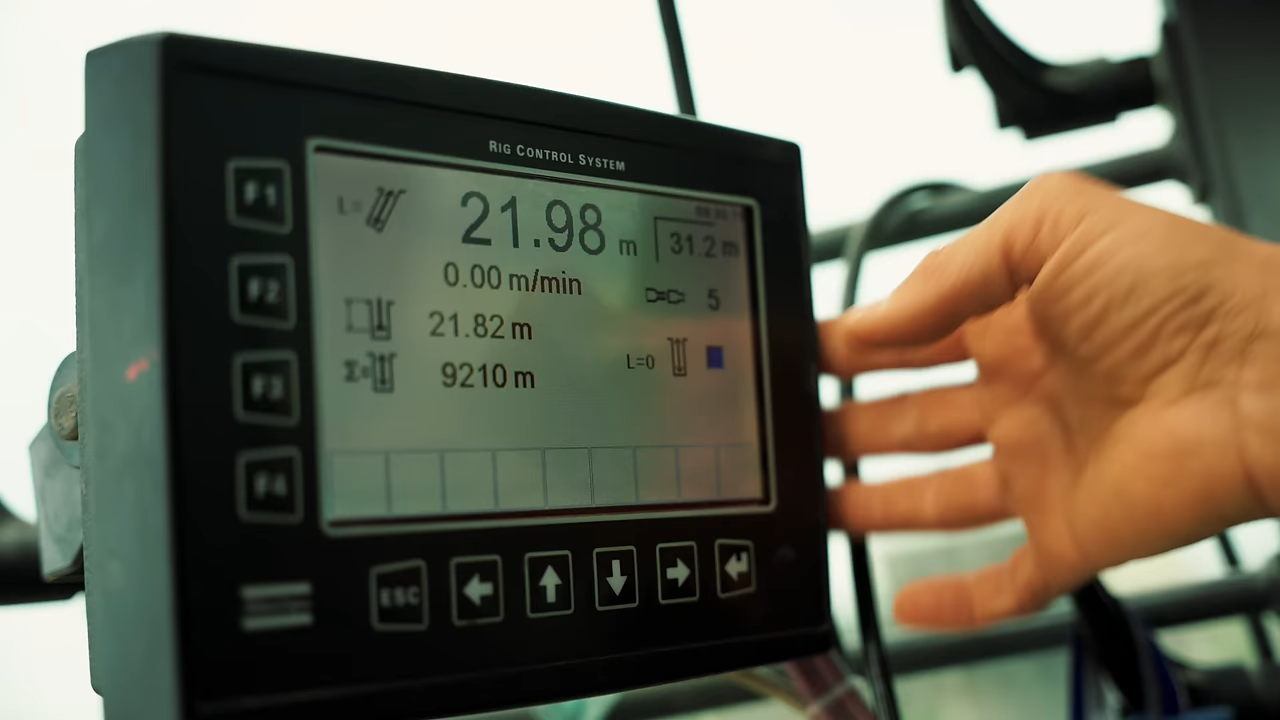 RIG CONTROL SYSTEM
F1
F2
F3
F4
L=
21.98 m
31.2 m
0.00 m/min
5
21.82 m
L=0
Σ=
9210 m
ESC